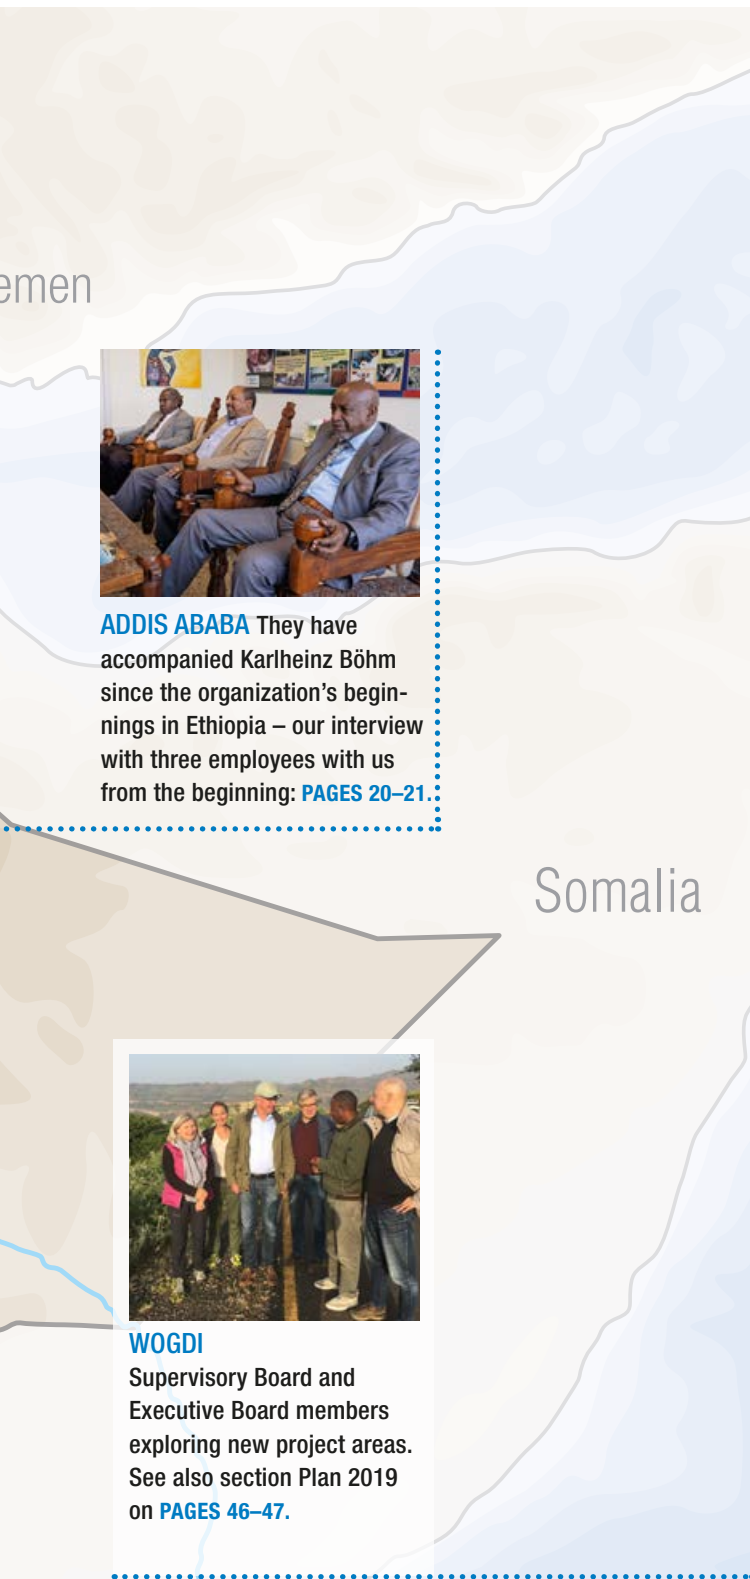 emen
ADDIS ABABA They have
accompanied Karlheinz Böhm
since the organization’s begin-
nings in Ethiopia – our interview
with three employees with us
from the beginning: PAGES 20–21.
Somalia
WOGDI
Supervisory Board and
Executive Board members
exploring new project areas.
See also section Plan 2019
on PAGES 46–47.